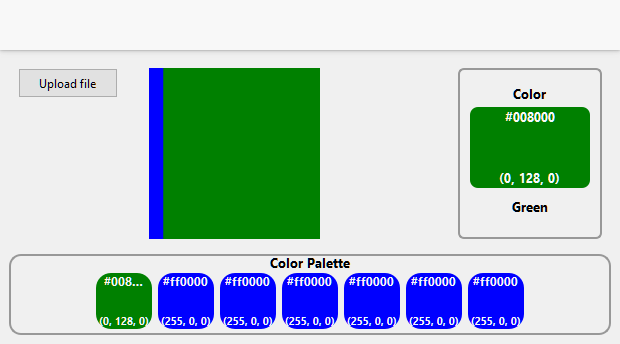 Upload file
Color
#008000
(0, 128, 0)
Green
Color Palette
#008... #ff0000 #ff0000 #ff0000 #ff0000 #ff0000 #ff0000
(0, 128, 0) (255, 0, 0) (255, 0, 0) (255, 0, 0) (255, 0, 0) (255, 0, 0) (255, 0, 0)